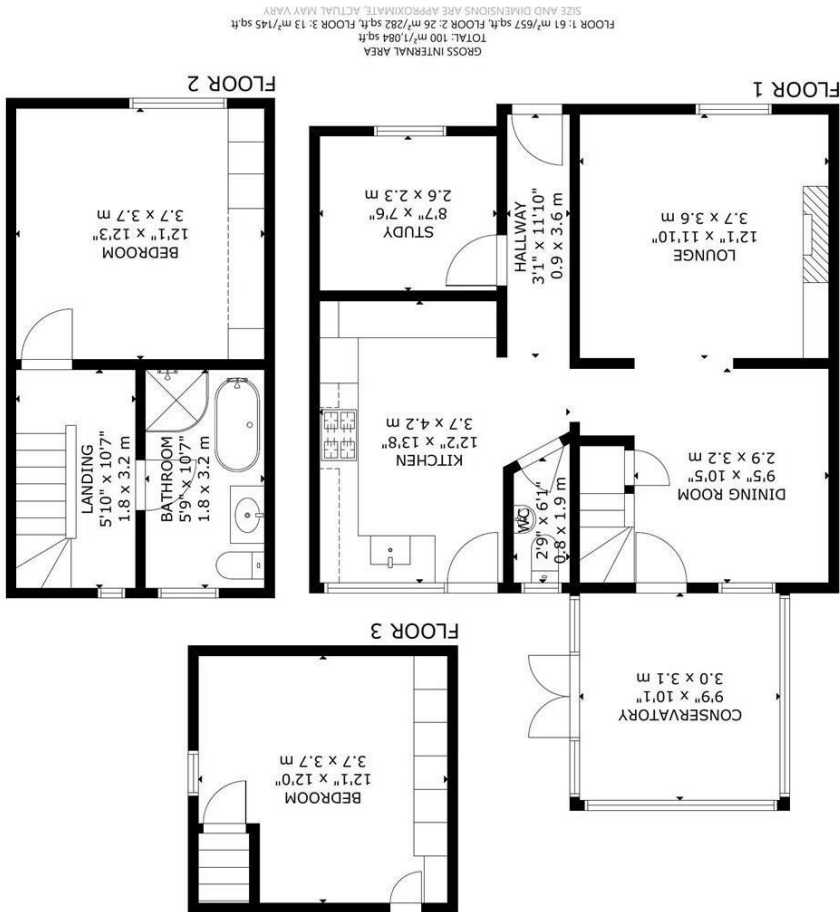 FLOOR 1
LOUNGE
12'1" x 11'10"
3.7 x 3.6 m
HALLWAY
3'1" x 11'10"
0.9 x 3.6 m
STUDY
8'7" x 7'6"
2.6 x 2.3 m
DINING ROOM
9'5" x 10'5"
2.9 x 3.2 m
KITCHEN
12'2" x 13'8"
3.7 x 4.2 m
WC
2'9" x 6'1"
0.8 x 1.9 m
CONSERVATORY
9'9" x 10'1"
3.0 x 3.1 m
FLOOR 2
BEDROOM
12'1" x 12'3"
3.7 x 3.7 m
LANDING
5'10" x 10'7"
1.8 x 3.2 m
BATHROOM
5'9" x 10'7"
1.8 x 3.2 m
FLOOR 3
BEDROOM
12'1" x 12'0"
3.7 x 3.7 m
GROSS INTERNAL AREA
TOTAL: 100 m²/1,084 sq.ft
FLOOR 1: 61 m²/657 sq.ft, FLOOR 2: 26 m²/282 sq.ft, FLOOR 3: 13 m²/145 sq.ft
SIZE AND DIMENSIONS ARE APPROXIMATE, ACTUAL MAY VARY